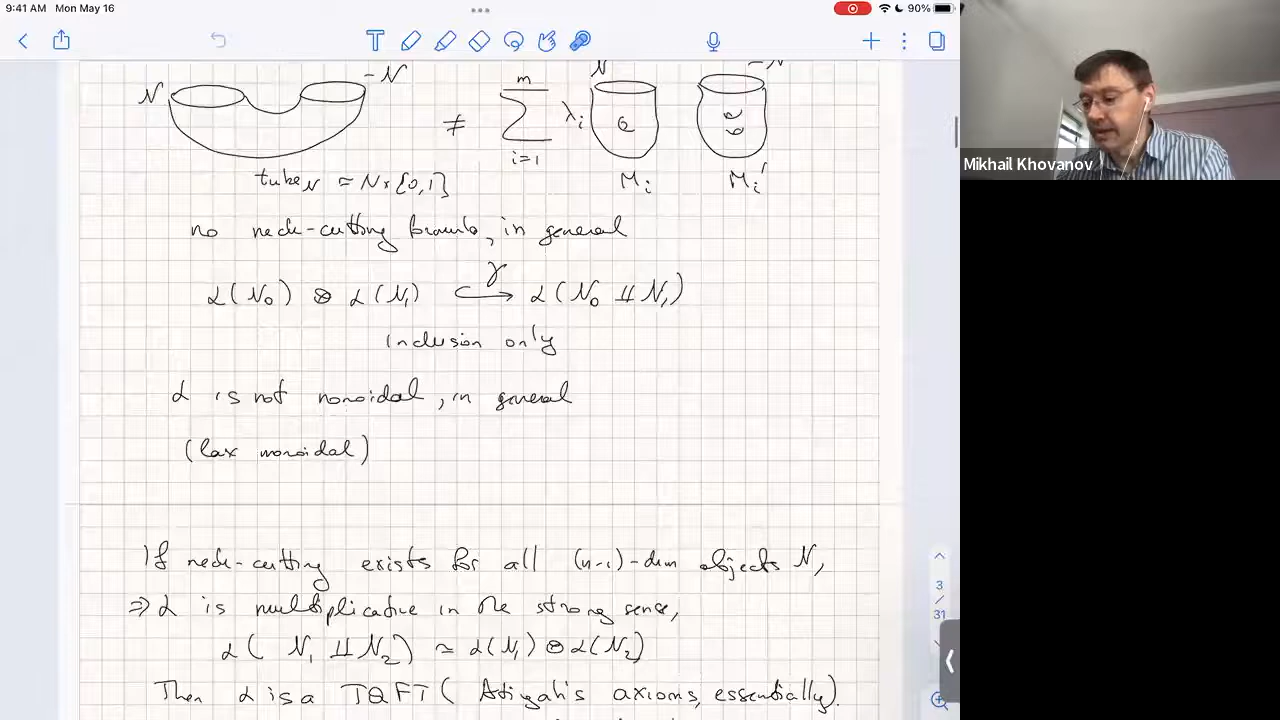 9:41 AM Mon May 16
90%
N
-N
≠
m
∑
i=1
λi
N
-N
Mi
Mi'
tube_N = N×{0,1}
no neck-cutting formula, in general
α(N0) ⊗ α(N1) ↪ α(N0 ⊔ N1)
γ
inclusion only
α is not monoidal, in general
(lax monoidal)
If neck-cutting exists for all (n-1)-dim objects N,
⇒ α is multiplicative in the strong sense,
α( N1 ⊔ N2 ) ≃ α(N1) ⊗ α(N2)
Then α is a TQFT ( Atiyah's axioms, essentially).
3
/
31
T
Mikhail Khovanov